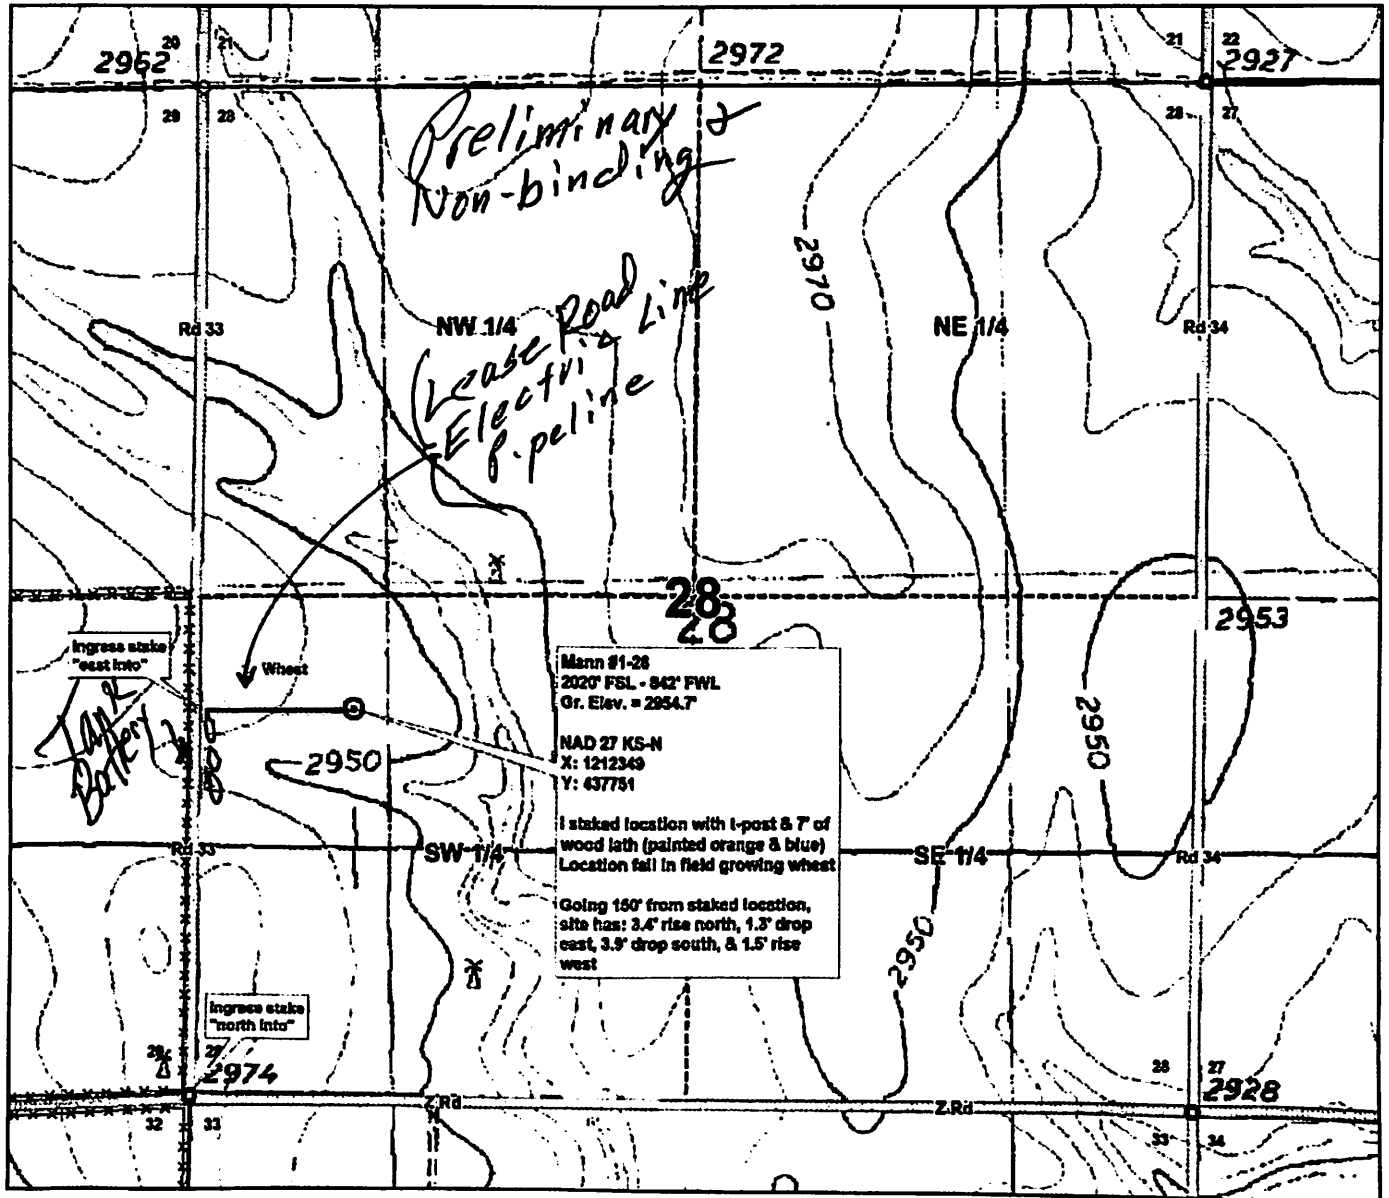 20 21
2962
2972
21 22
2927
29 28
28 27
Preliminary &
Non-binding
2970
Rd 33
NW 1/4
NE 1/4
Rd 34
Lease Road
Electric Line
Pipeline
28
28
2953
Ingress stake
"east into"
Wheat
Tank
Battery
2950
2950
Mann #1-28
2020' FSL - 842' FWL
Gr. Elev. = 2954.7'
NAD 27 KS-N
X: 1212349
Y: 437751
I staked location with t-post & 7' of
wood lath (painted orange & blue)
Location fall in field growing wheat
Going 150' from staked location,
site has: 3.4' rise north, 1.3' drop
east, 3.9' drop south, & 1.5' rise
west
Rd 33
SW 1/4
SE 1/4
Rd 34
2950
Ingress stake
"north into"
29 28
2974
28 27
2928
Z Rd
Z Rd
32 33
33 34